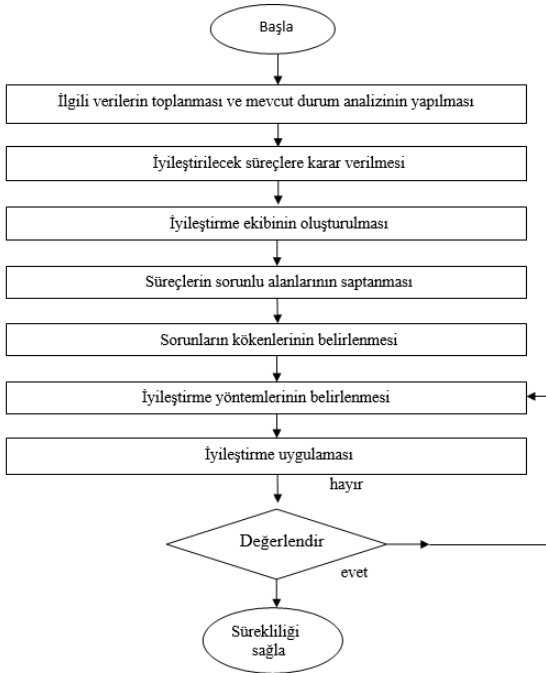 Başla
İlgili verilerin toplanması ve mevcut durum analizinin yapılması
İyileştirilecek süreçlere karar verilmesi
İyileştirme ekibinin oluşturulması
Süreçlerin sorunlu alanlarının saptanması
Sorunların kökenlerinin belirlenmesi
İyileştirme yöntemlerinin belirlenmesi
İyileştirme uygulaması
hayır
Değerlendir
evet
Sürekliliği
sağla